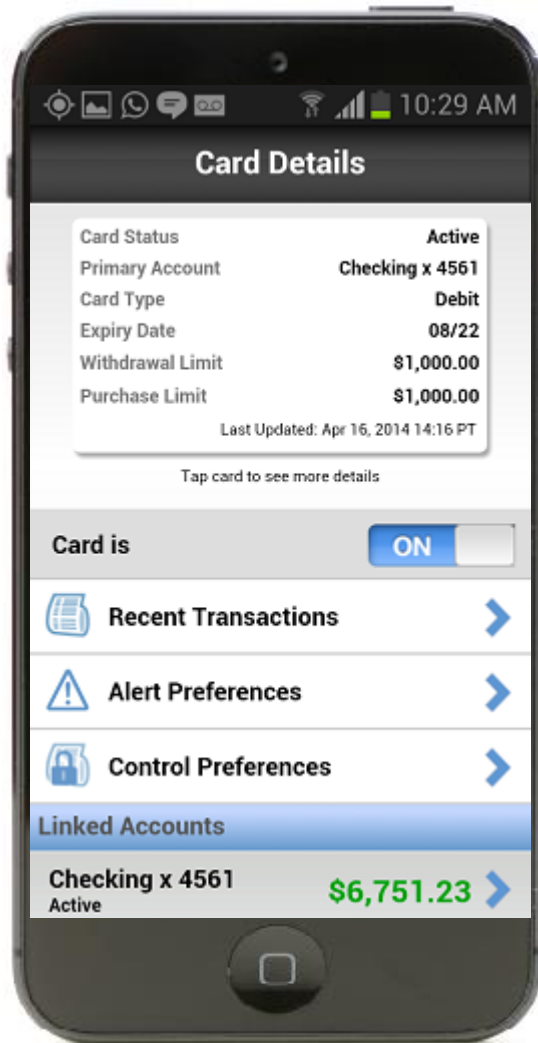 10:29 AM
Card Details
Card Status Active
Primary Account Checking x 4561
Card Type Debit
Expiry Date 08/22
Withdrawal Limit $1,000.00
Purchase Limit $1,000.00
Last Updated: Apr 16, 2014 14:16 PT
Tap card to see more details
Card is ON
Recent Transactions
Alert Preferences
Control Preferences
Linked Accounts
Checking x 4561 $6,751.23
Active